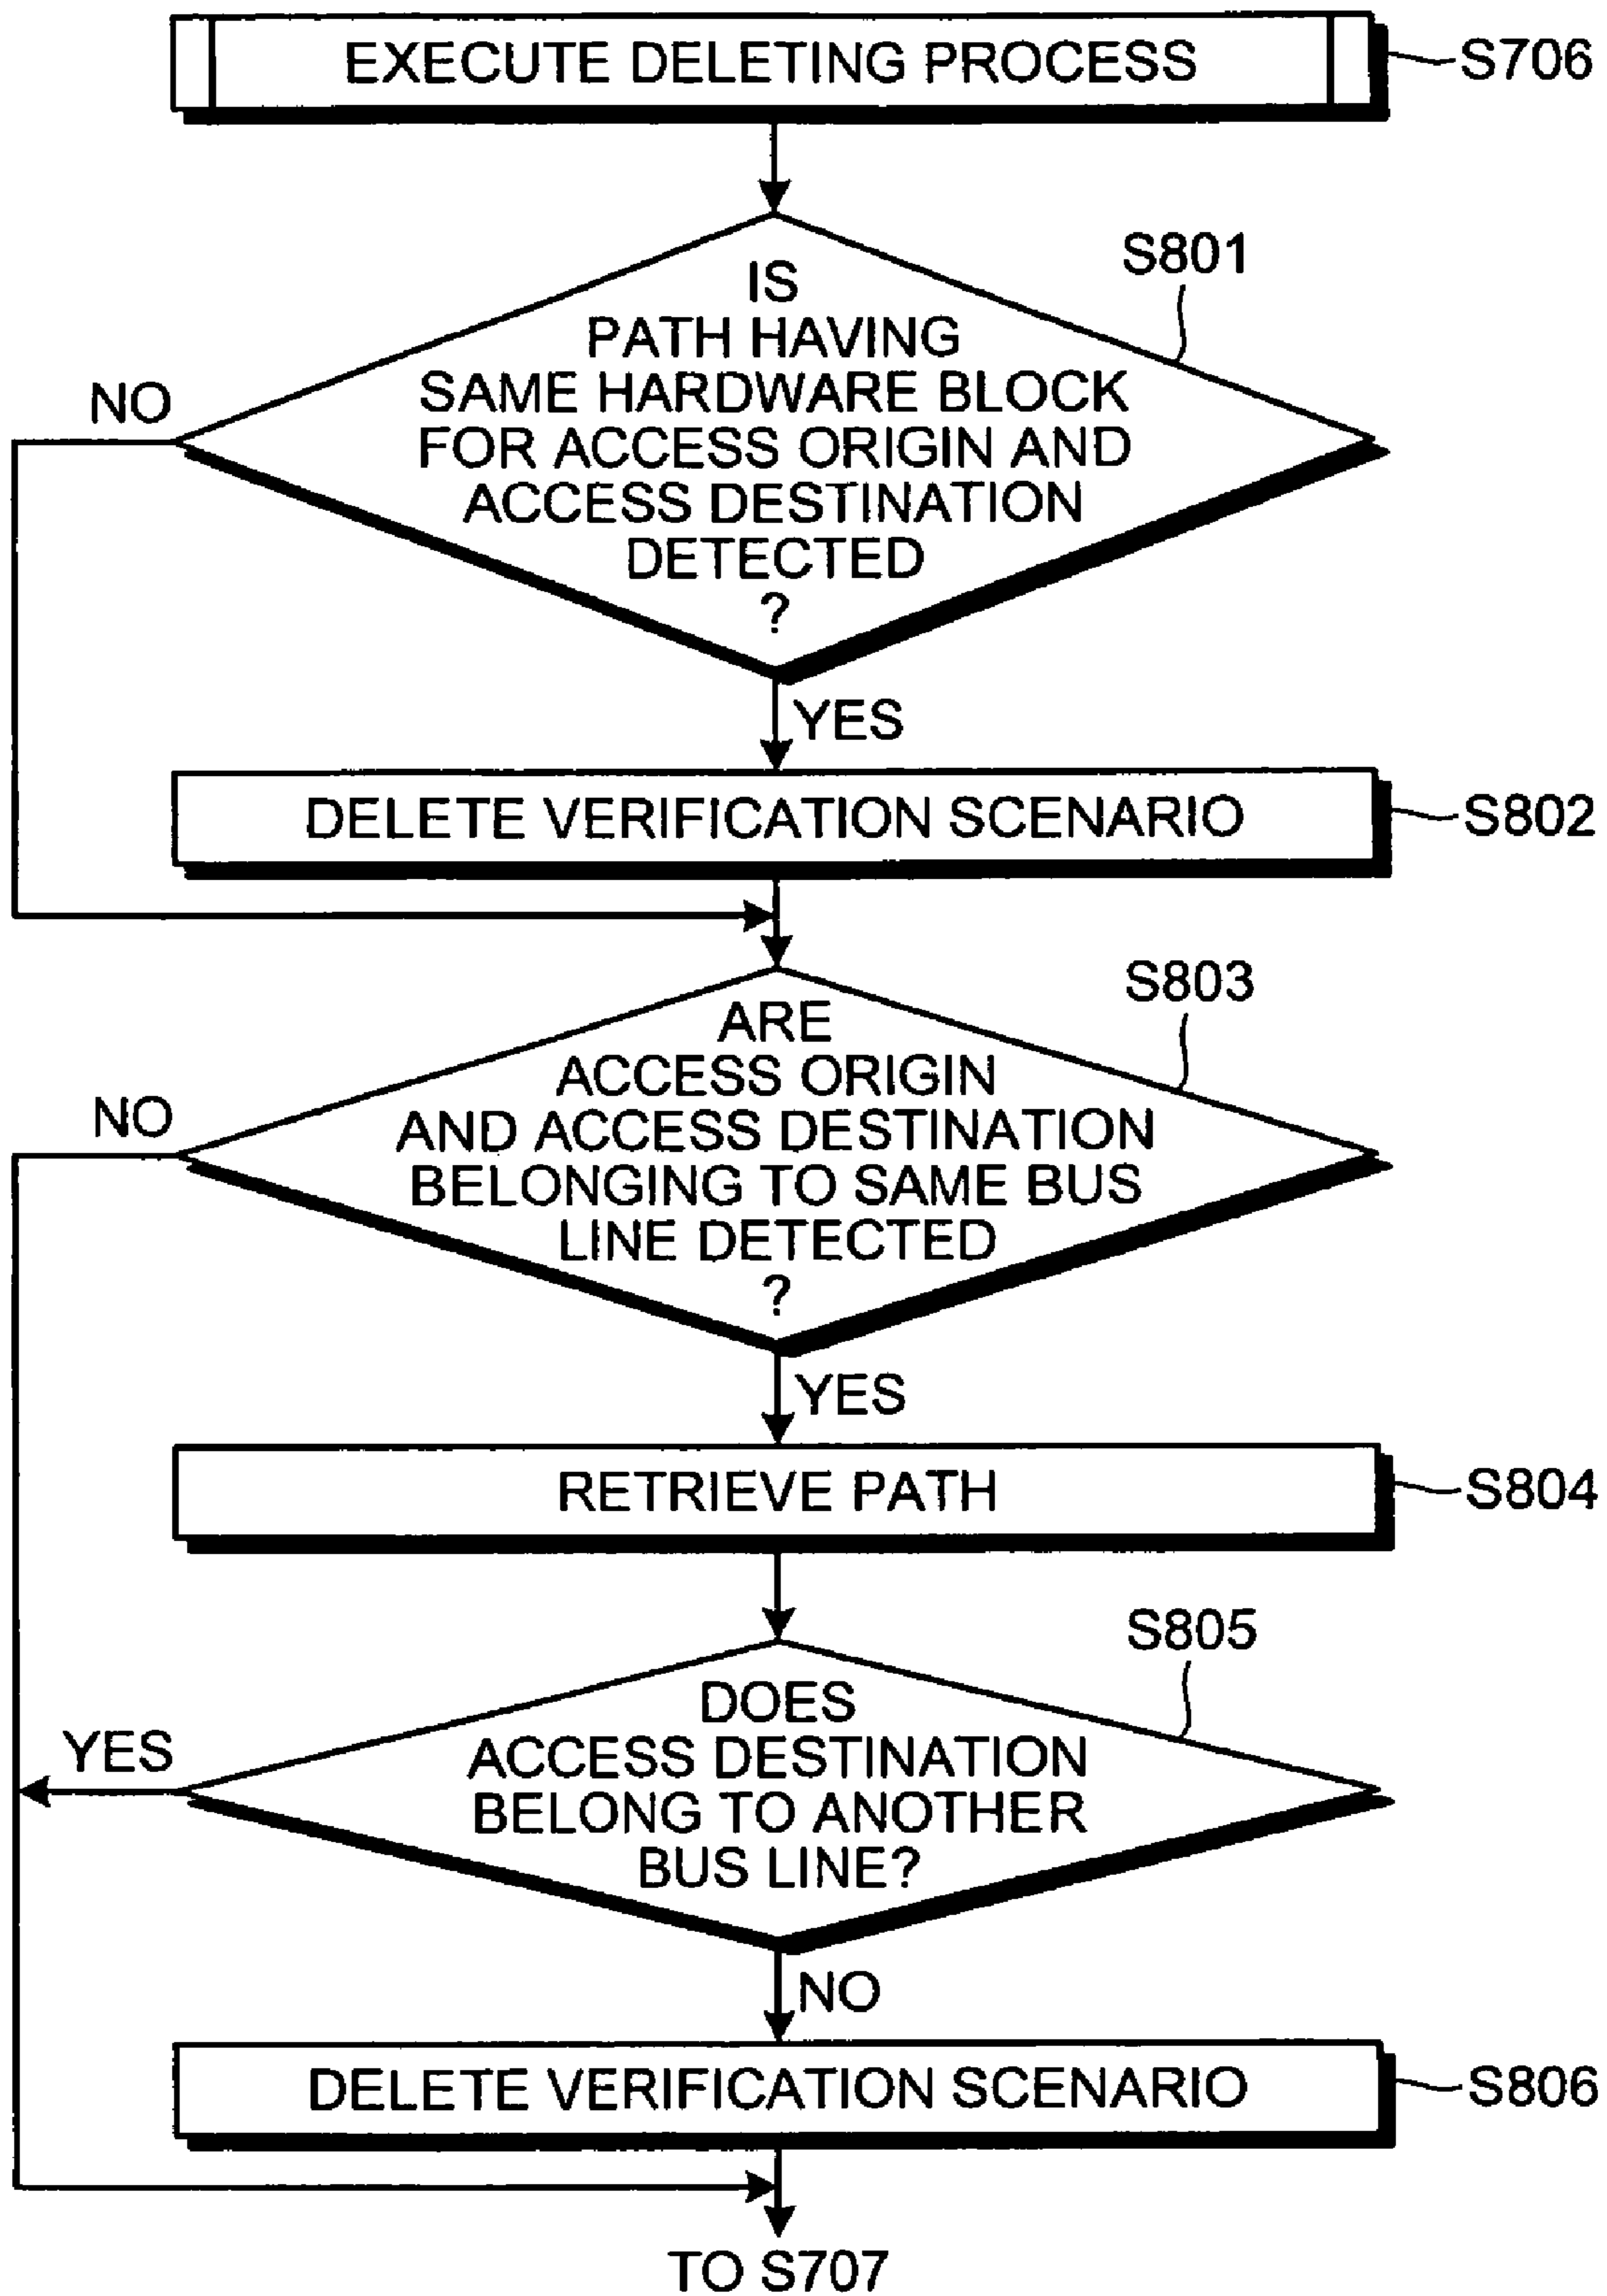 EXECUTE DELETING PROCESS
S706
S801
IS
PATH HAVING
SAME HARDWARE BLOCK
FOR ACCESS ORIGIN AND
ACCESS DESTINATION
DETECTED
?
NO
YES
DELETE VERIFICATION SCENARIO
S802
S803
ARE
ACCESS ORIGIN
AND ACCESS DESTINATION
BELONGING TO SAME BUS
LINE DETECTED
?
NO
YES
RETRIEVE PATH
S804
S805
DOES
ACCESS DESTINATION
BELONG TO ANOTHER
BUS LINE?
YES
NO
DELETE VERIFICATION SCENARIO
S806
TO S707